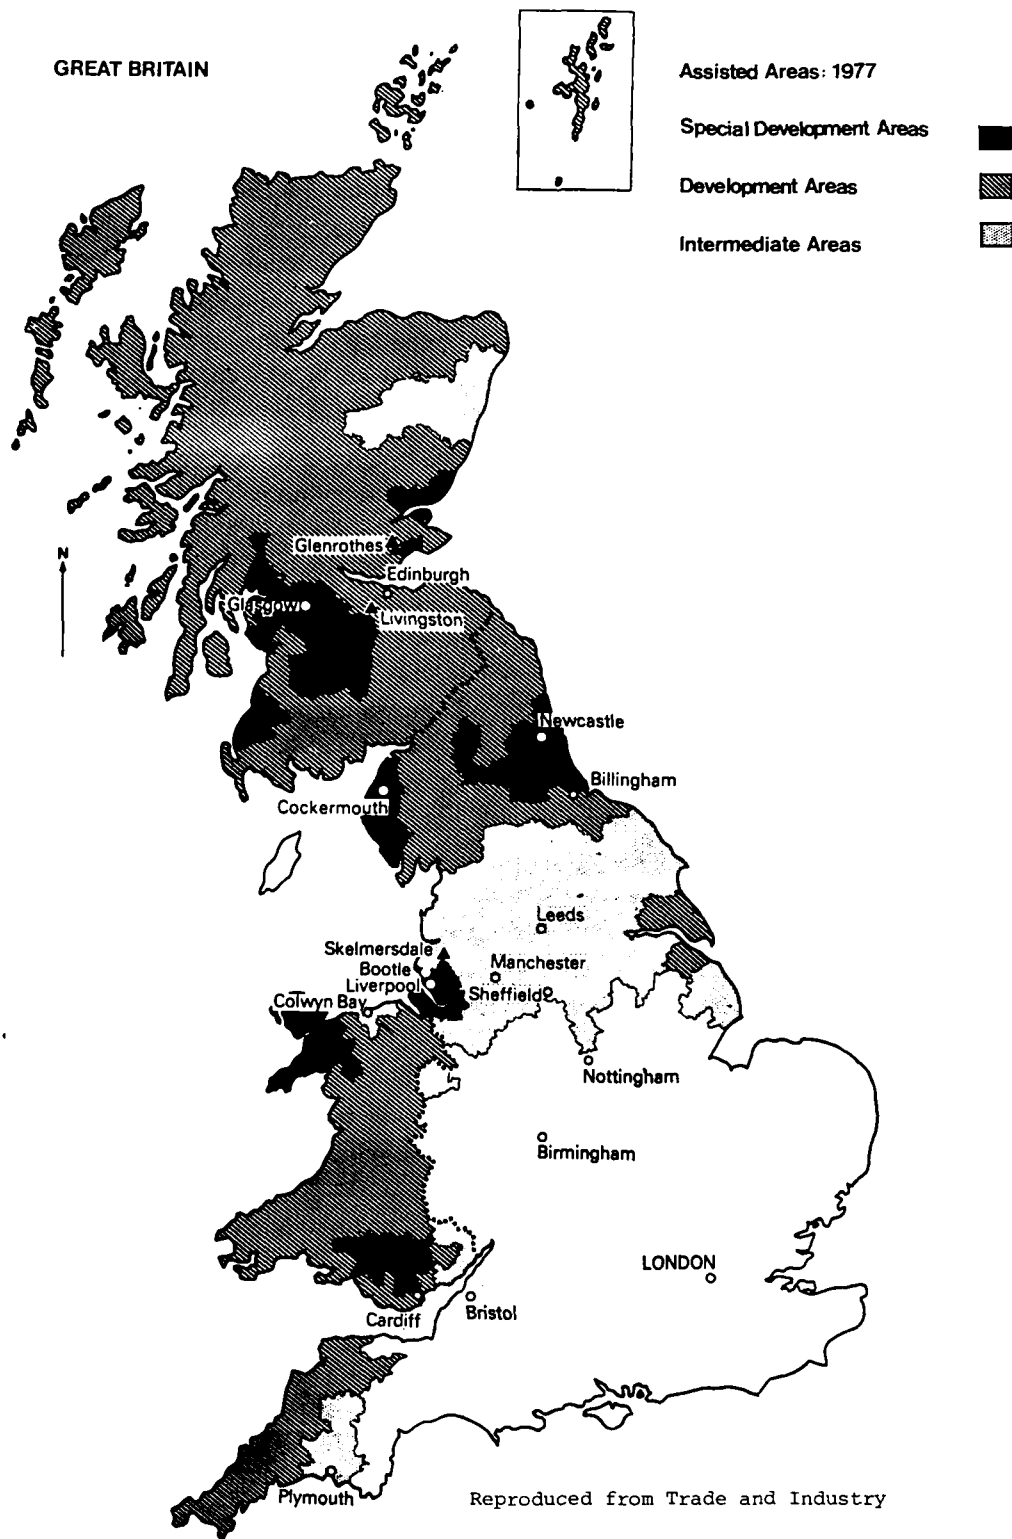 GREAT BRITAIN
Assisted Areas: 1977
Special Development Areas
Development Areas
Intermediate Areas
N
Glenrothes
Edinburgh
Glasgow
Livingston
Newcastle
Billingham
Cockermouth
Leeds
Skelmersdale
Manchester
Bootle
Liverpool
Sheffield
Colwyn Bay
Nottingham
Birmingham
LONDON
Cardiff
Bristol
Plymouth
Reproduced from Trade and Industry